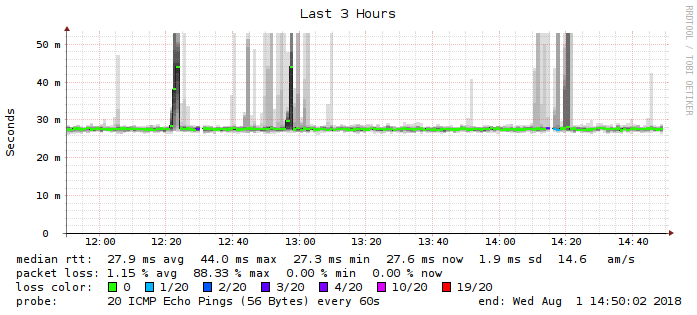 Last 3 Hours
RRDTOOL / TOBI OETIKER
Seconds
50 m
40 m
30 m
20 m
10 m
0
12:00 12:20 12:40 13:00 13:20 13:40 14:00 14:20 14:40
median rtt: 27.9 ms avg 44.0 ms max 27.3 ms min 27.6 ms now 1.9 ms sd 14.6 am/s
packet loss: 1.15 % avg 88.33 % max 0.00 % min 0.00 % now
loss color: 0 1/20 2/20 3/20 4/20 10/20 19/20
probe: 20 ICMP Echo Pings (56 Bytes) every 60s end: Wed Aug 1 14:50:02 2018